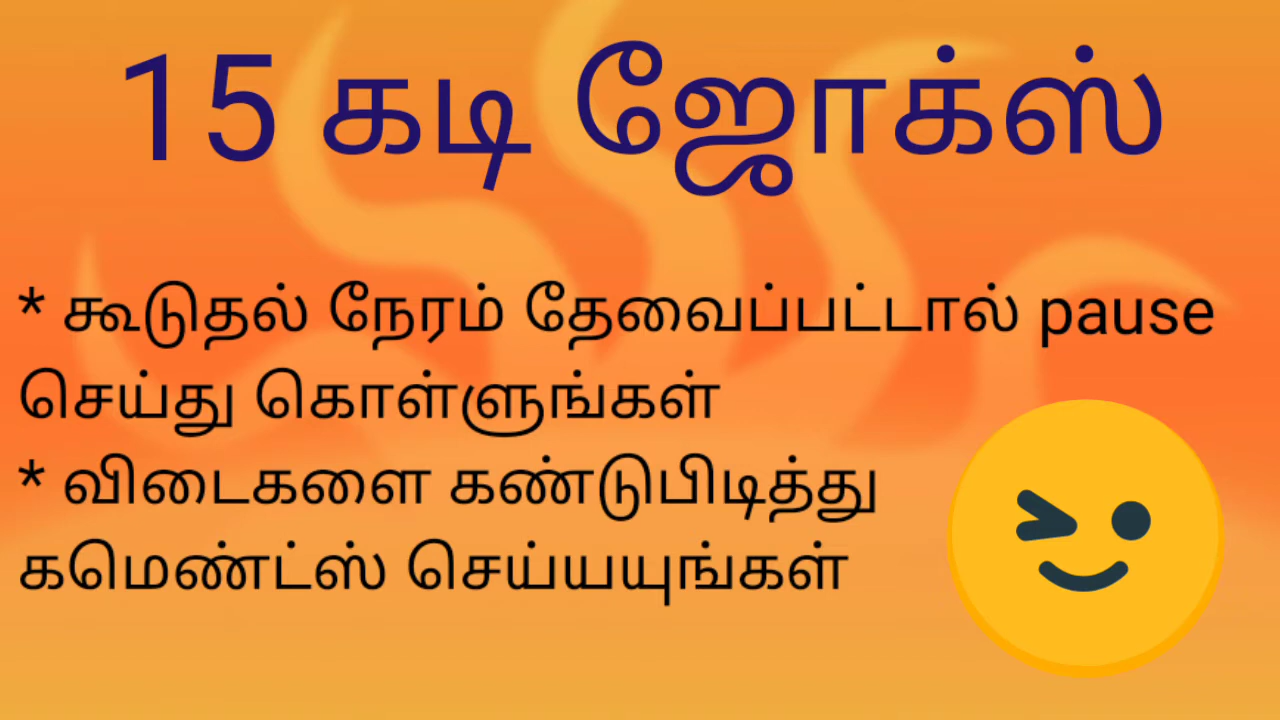 15 கடி ஜோக்ஸ்
* கூடுதல் நேரம் தேவைப்பட்டால் pause
செய்து கொள்ளுங்கள்
* விடைகளை கண்டுபிடித்து
கமெண்ட்ஸ் செய்யயுங்கள்